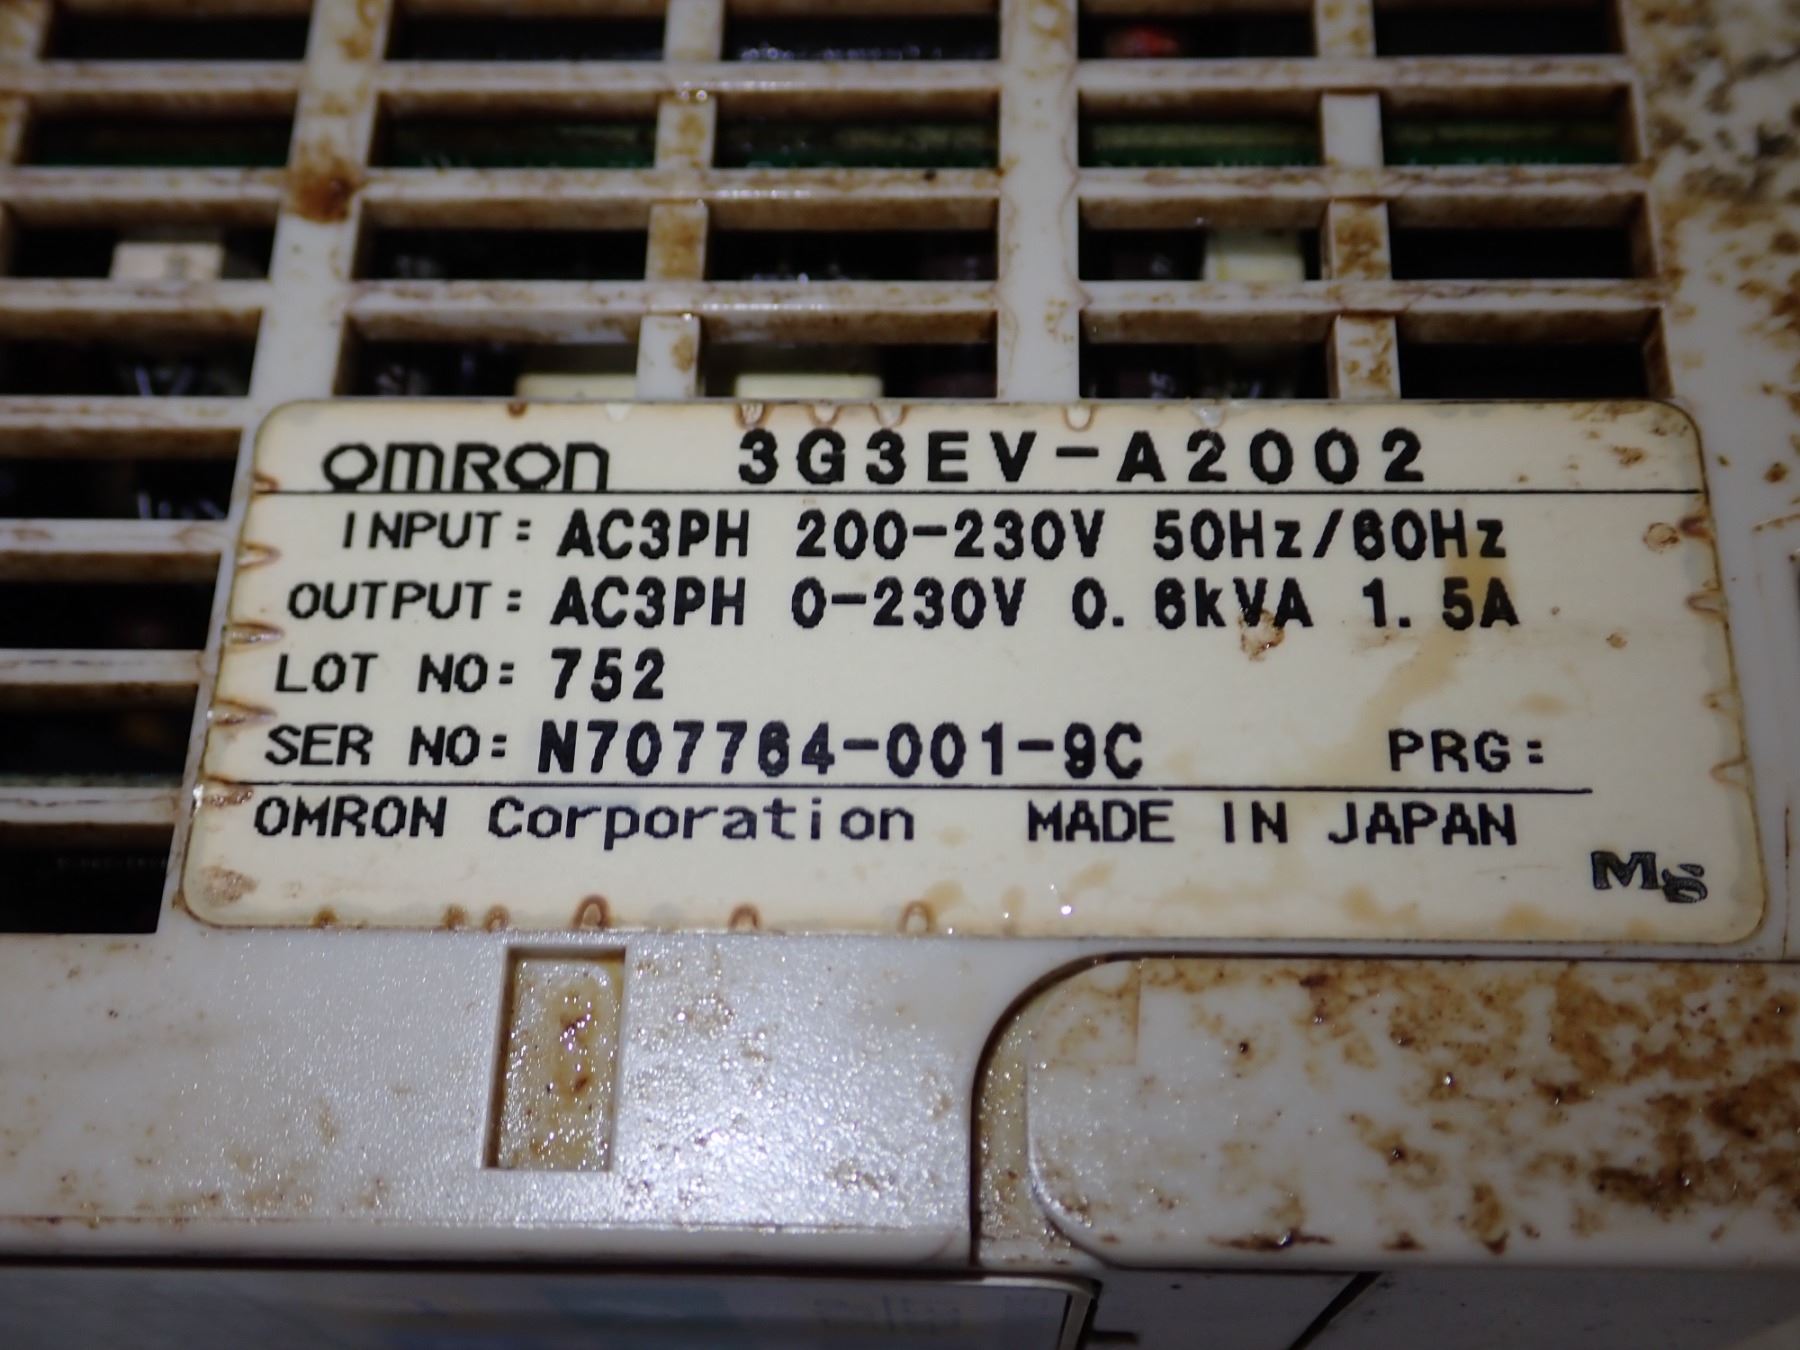 OMRON 3G3EV-A2002
INPUT: AC3PH 200-230V 50Hz/60Hz
OUTPUT: AC3PH 0-230V 0.6kVA 1.5A
LOT NO: 752
SER NO: N707764-001-9C PRG:
OMRON Corporation MADE IN JAPAN